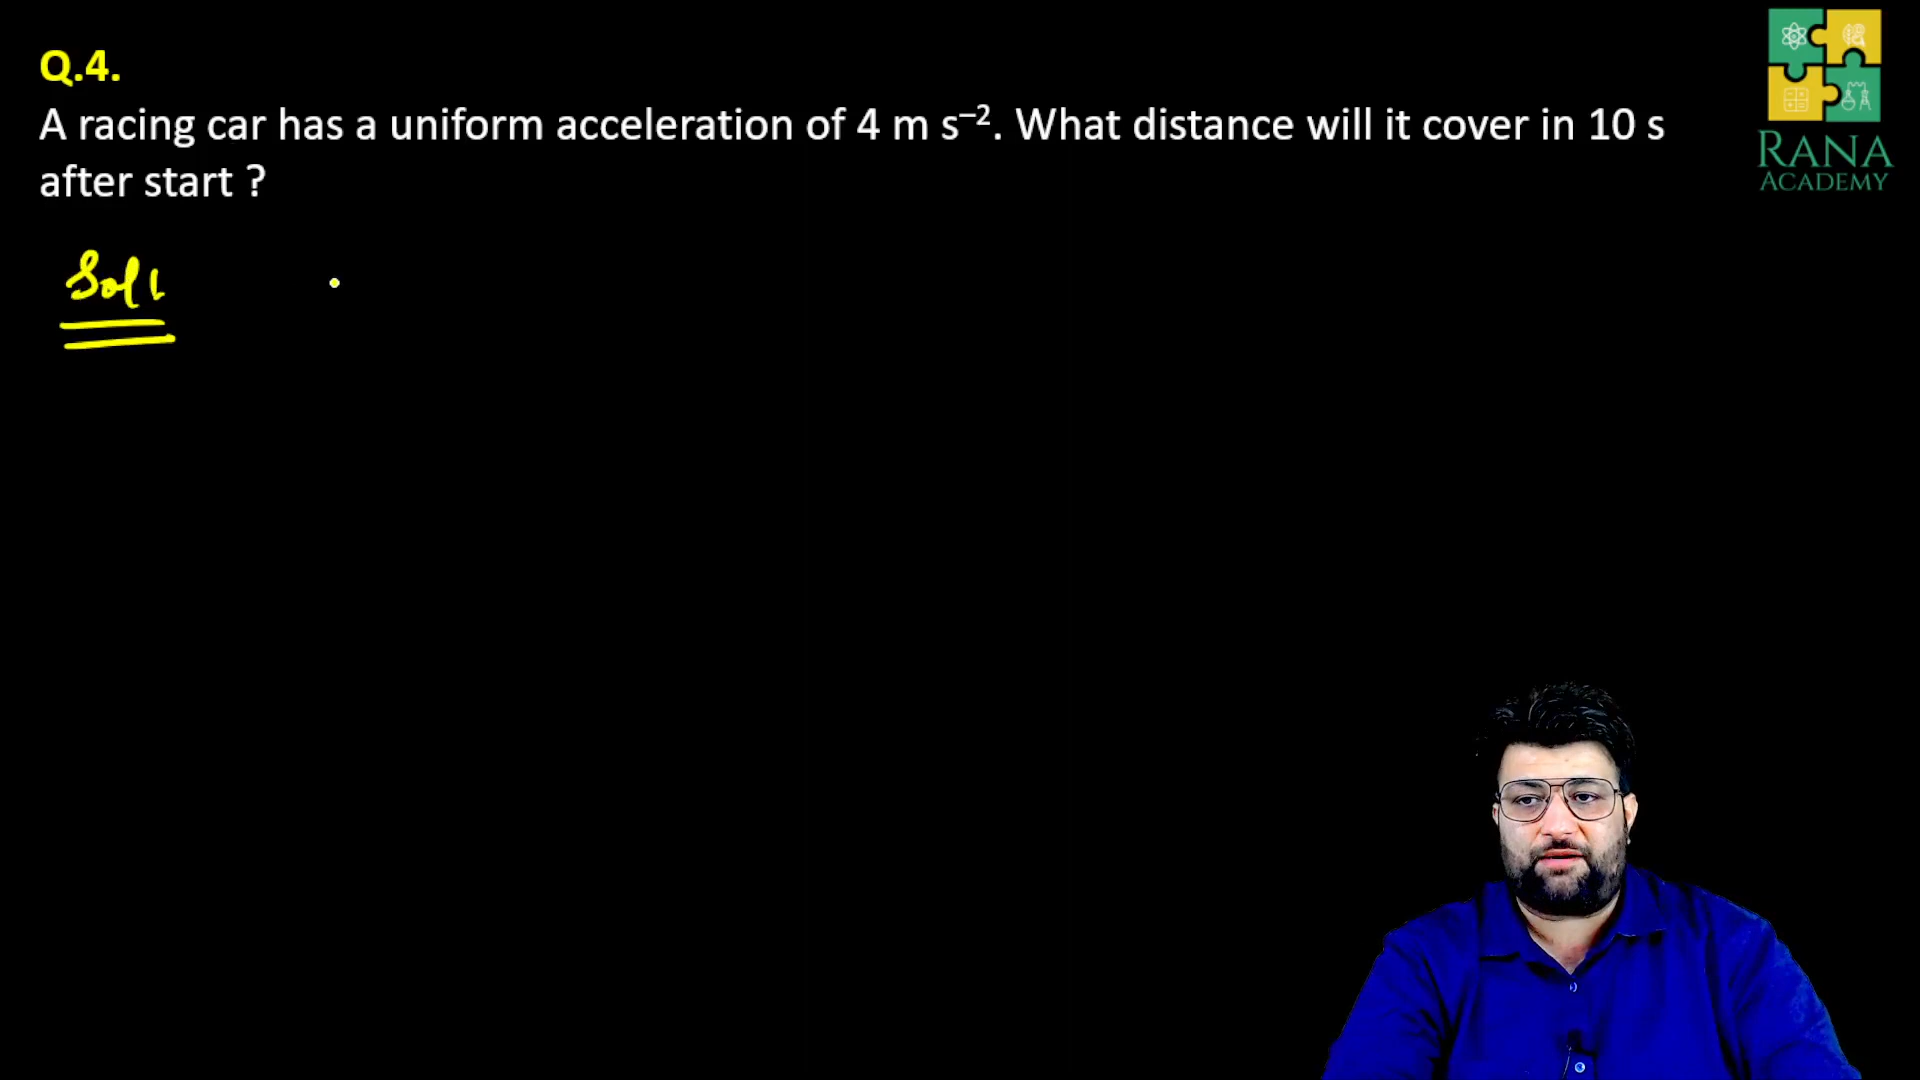 Q.4.
A racing car has a uniform acceleration of 4 m s⁻². What distance will it cover in 10 s
after start ?
RANA
ACADEMY
Sol